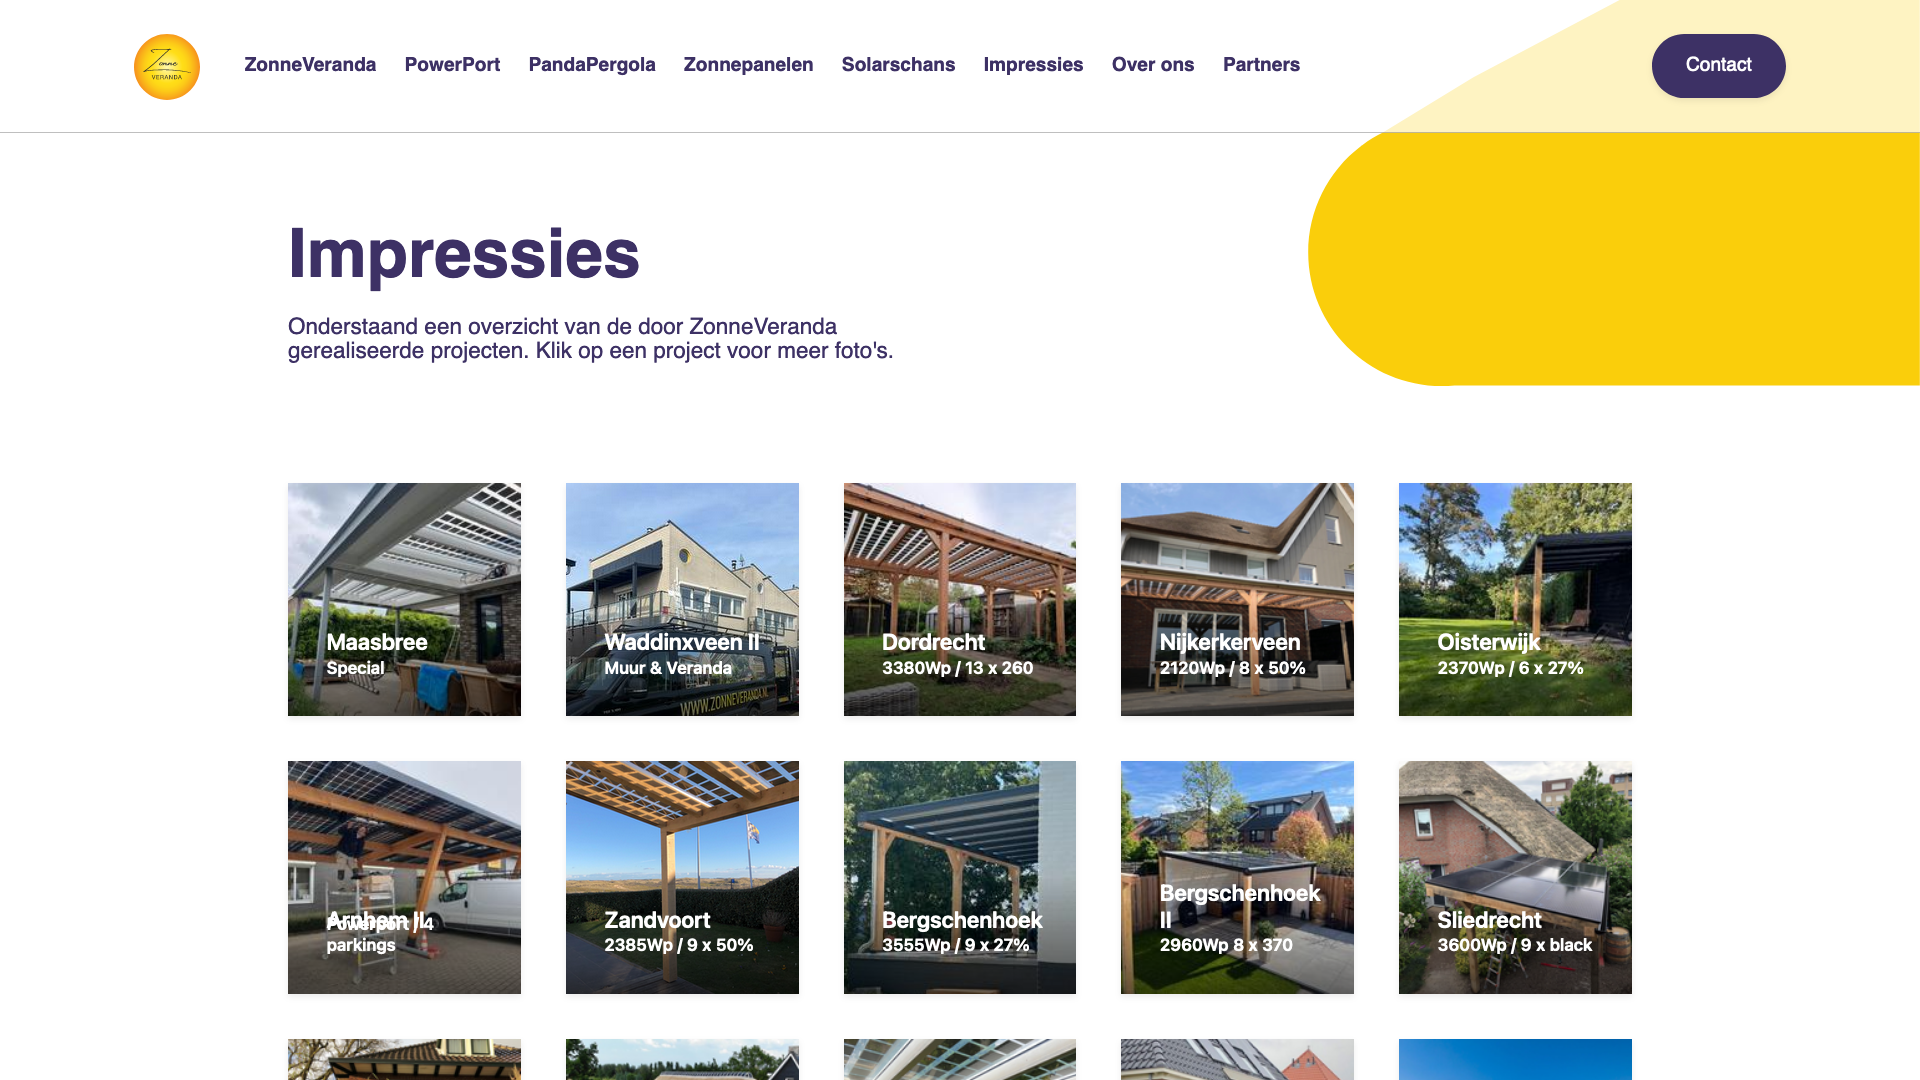 Zonne
VERANDA
ZonneVeranda
PowerPort
PandaPergola
Zonnepanelen
Solarschans
Impressies
Over ons
Partners
Contact
Impressies
Onderstaand een overzicht van de door ZonneVeranda
gerealiseerde projecten. Klik op een project voor meer foto's.
Maasbree
Special
Waddinxveen II
Muur & Veranda
WWW.ZONNEVERANDA.NL
Dordrecht
3380Wp / 13 x 260
Nijkerkerveen
2120Wp / 8 x 50%
Oisterwijk
2370Wp / 6 x 27%
Arnhem II
Powerport / 4
parkings
Zandvoort
2385Wp / 9 x 50%
Bergschenhoek
3555Wp / 9 x 27%
Bergschenhoek
II
2960Wp 8 x 370
Sliedrecht
3600Wp / 9 x black